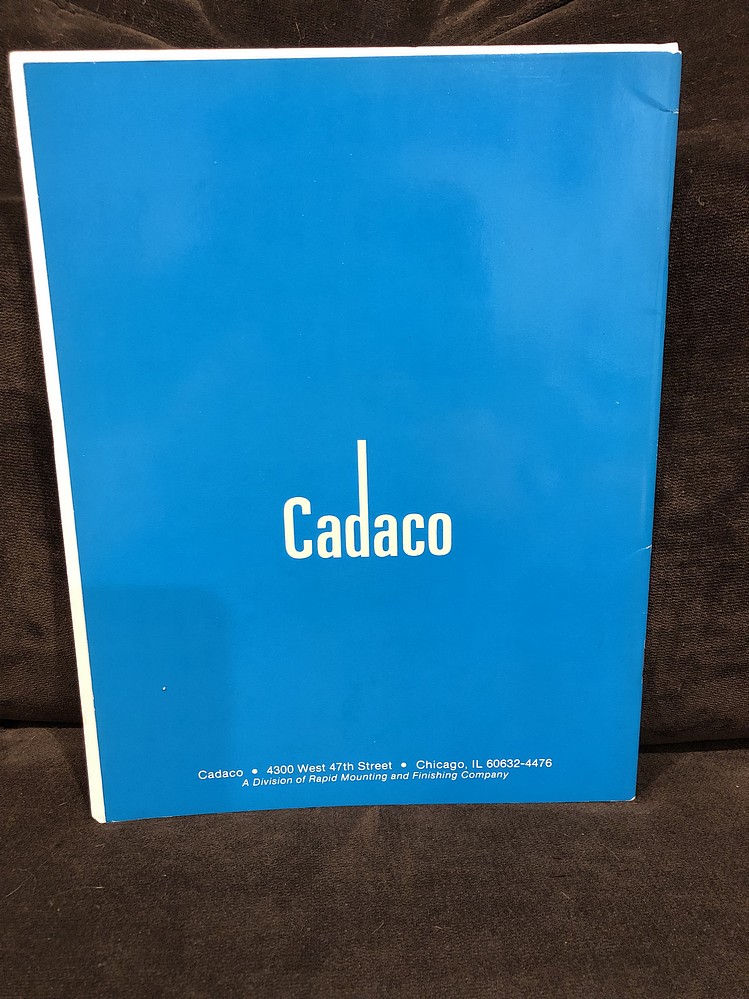 Cadaco
Cadaco • 4300 West 47th Street • Chicago, IL 60632-4476
A Division of Rapid Mounting and Finishing Company